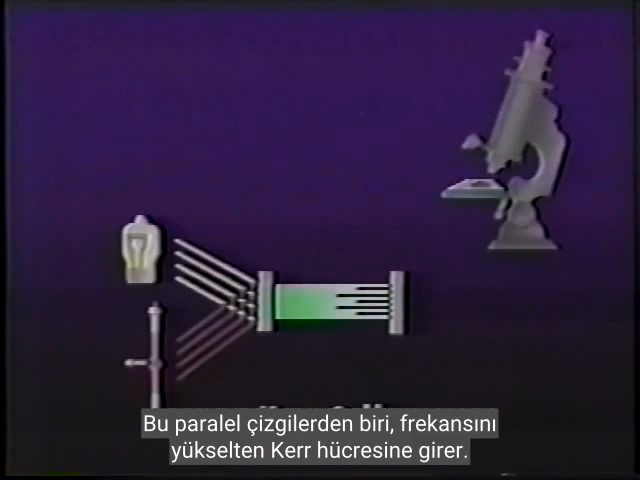 Bu paralel çizgilerden biri, frekansını
yükselten Kerr hücresine girer.